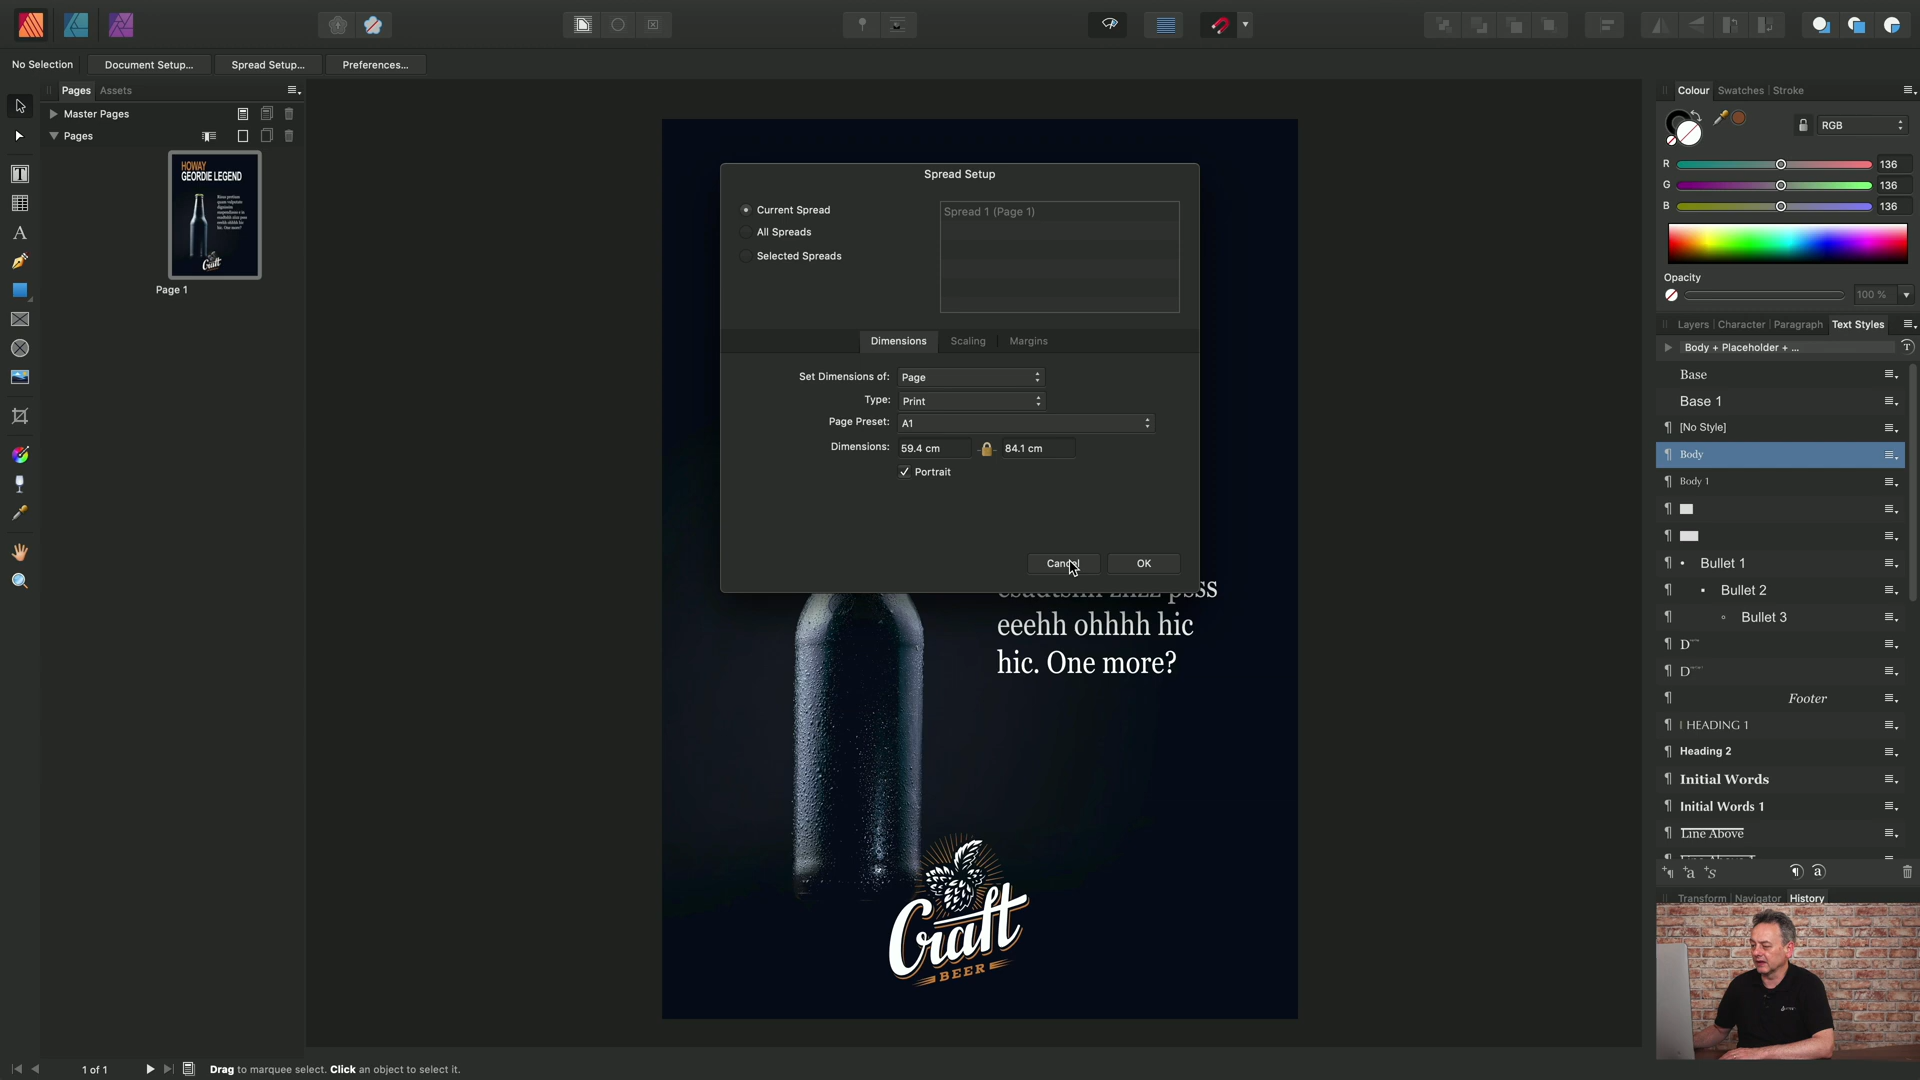 No Selection
Document Setup...
Spread Setup...
Preferences...
Pages
Assets
Master Pages
Pages
HOWAY
GEORDIE LEGEND
Craft
Page 1
Spread Setup
Current Spread
All Spreads
Selected Spreads
Spread 1 (Page 1)
Dimensions
Scaling
Margins
Set Dimensions of: Page
Type: Print
Page Preset: A1
Dimensions: 59.4 cm 84.1 cm
Portrait
Cancel
OK
eeehh ohhhh hic
hic. One more?
Craft
BEER
Colour
Swatches
Stroke
RGB
R 136
G 136
B 136
Opacity
100 %
Layers
Character
Paragraph
Text Styles
Body + Placeholder + ...
Base
Base 1
[No Style]
Body
Body 1
• Bullet 1
▪ Bullet 2
◦ Bullet 3
D
D
Footer
I HEADING 1
Heading 2
Initial Words
Initial Words 1
Line Above
Transform
Navigator
History
1 of 1
Drag to marquee select. Click an object to select it.